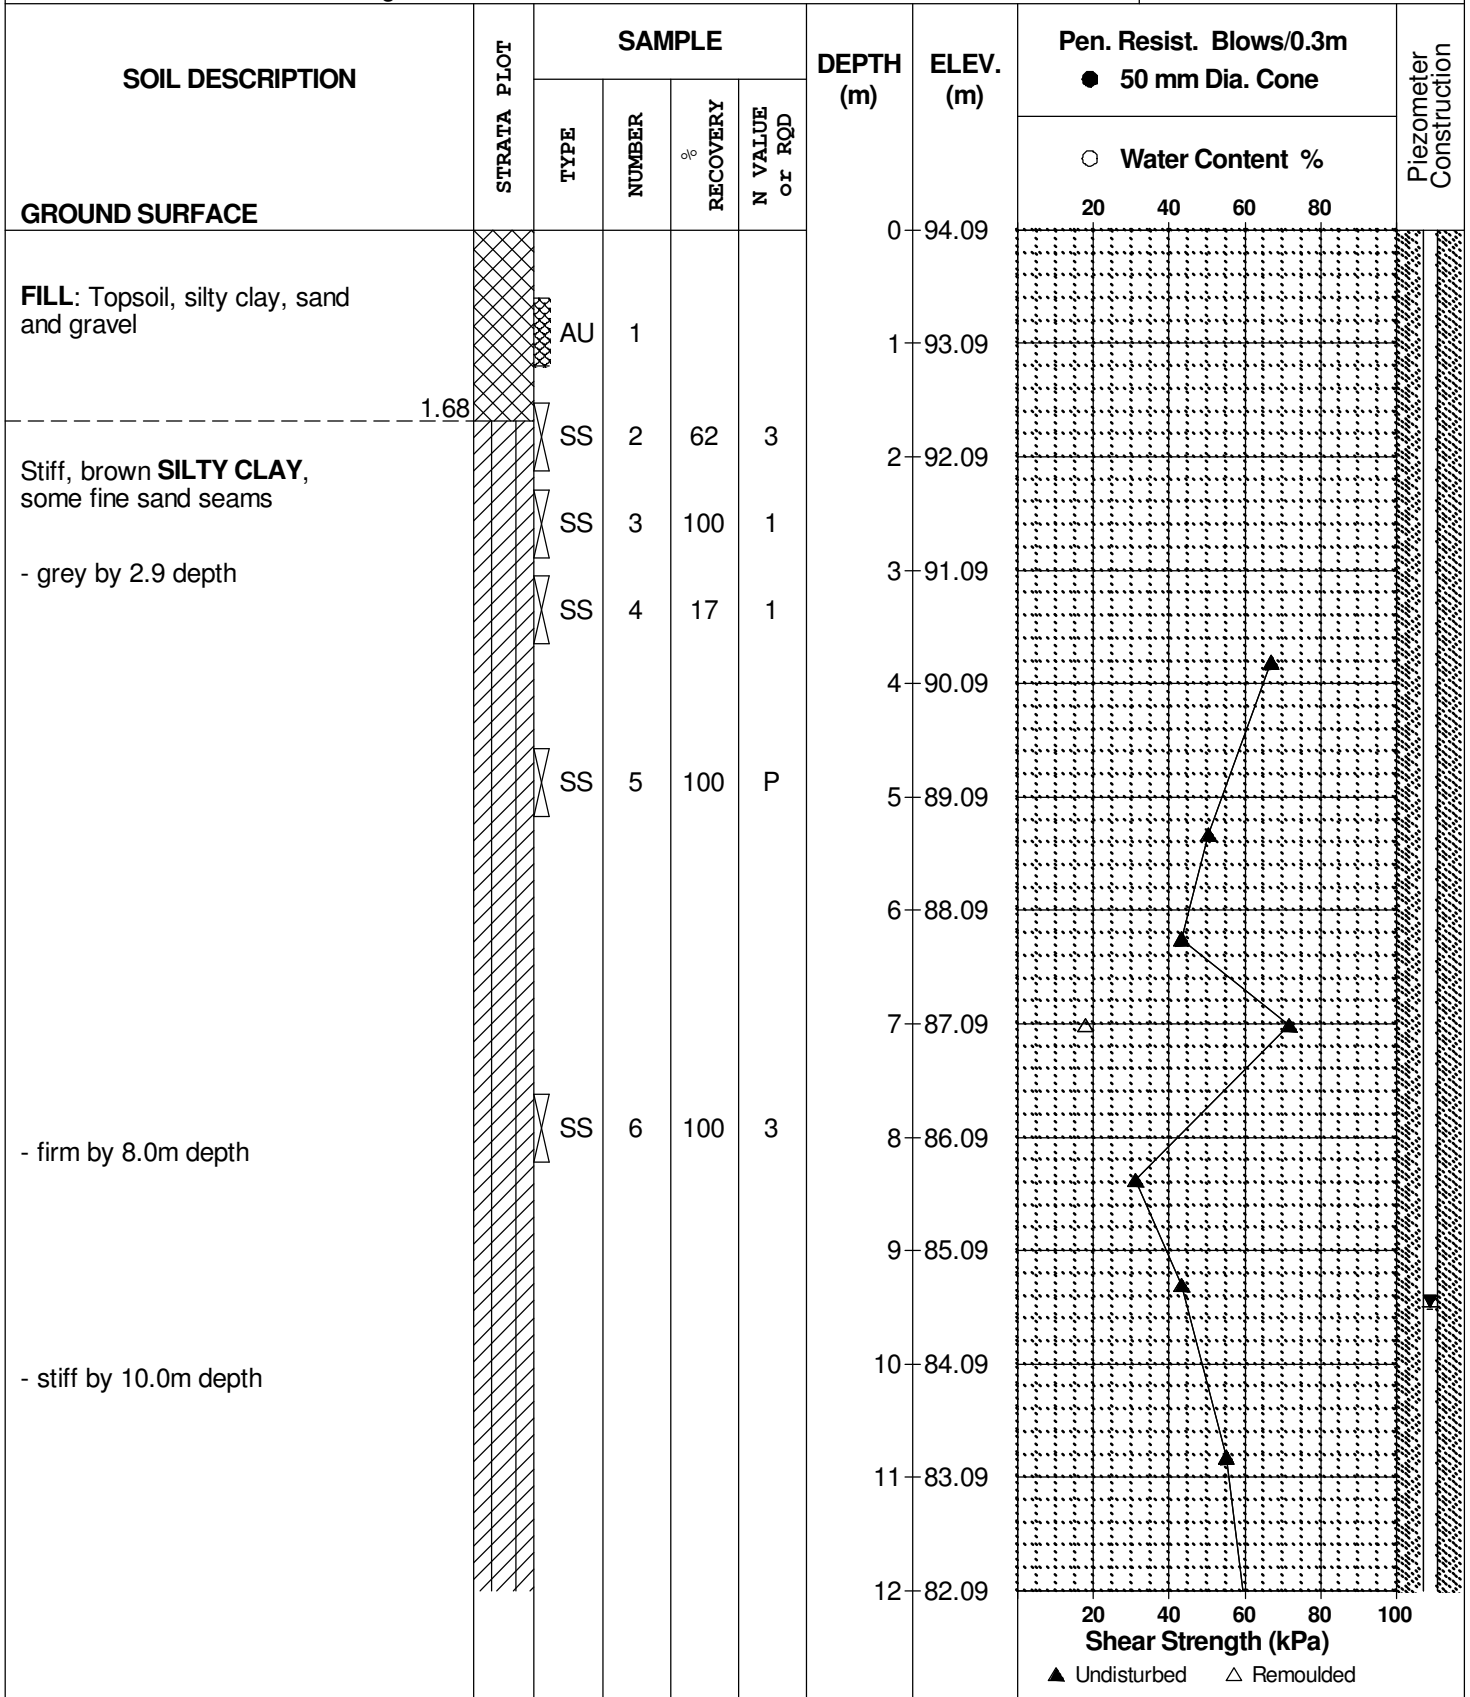 SOIL DESCRIPTION
GROUND SURFACE
STRATA PLOT
SAMPLE
TYPE
NUMBER
%
RECOVERY
N VALUE
or RQD
DEPTH
(m)
ELEV.
(m)
Pen. Resist. Blows/0.3m
● 50 mm Dia. Cone
○ Water Content %
20 40 60 80
Piezometer
Construction
0 94.09
FILL: Topsoil, silty clay, sand
and gravel
AU 1
1 93.09
1.68
SS 2 62 3
2 92.09
Stiff, brown SILTY CLAY,
some fine sand seams
SS 3 100 1
- grey by 2.9 depth
3 91.09
SS 4 17 1
4 90.09
SS 5 100 P
5 89.09
6 88.09
7 87.09
SS 6 100 3
8 86.09
- firm by 8.0m depth
9 85.09
10 84.09
- stiff by 10.0m depth
11 83.09
12 82.09
20 40 60 80 100
Shear Strength (kPa)
▲ Undisturbed △ Remoulded